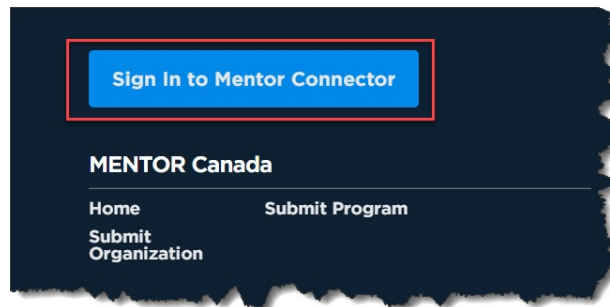 Sign In to Mentor Connector
MENTOR Canada
Home Submit Program
Submit
Organization